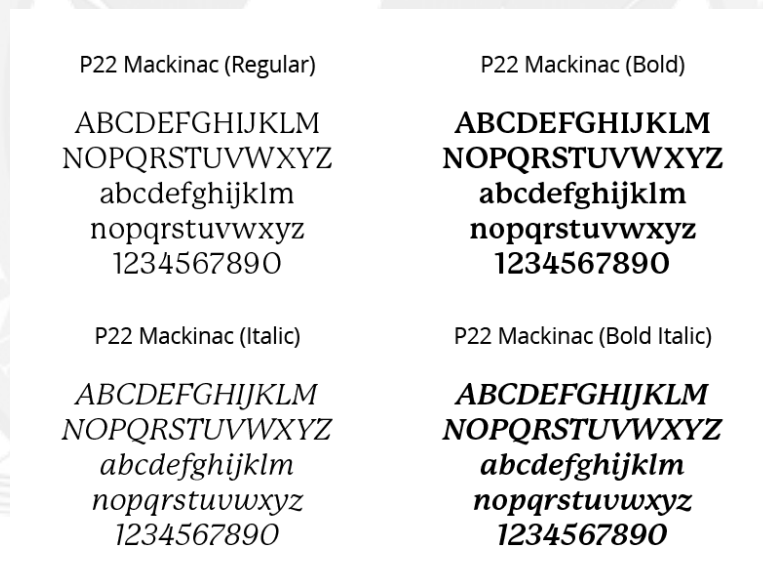 P22 Mackinac (Regular)
ABCDEFGHIJKLM
NOPQRSTUVWXYZ
abcdefghijklm
nopqrstuvwxyz
1234567890
P22 Mackinac (Bold)
ABCDEFGHIJKLM
NOPQRSTUVWXYZ
abcdefghijklm
nopqrstuvwxyz
1234567890
P22 Mackinac (Italic)
ABCDEFGHIJKLM
NOPQRSTUVWXYZ
abcdefghijklm
nopqrstuvwxyz
1234567890
P22 Mackinac (Bold Italic)
ABCDEFGHIJKLM
NOPQRSTUVWXYZ
abcdefghijklm
nopqrstuvwxyz
1234567890